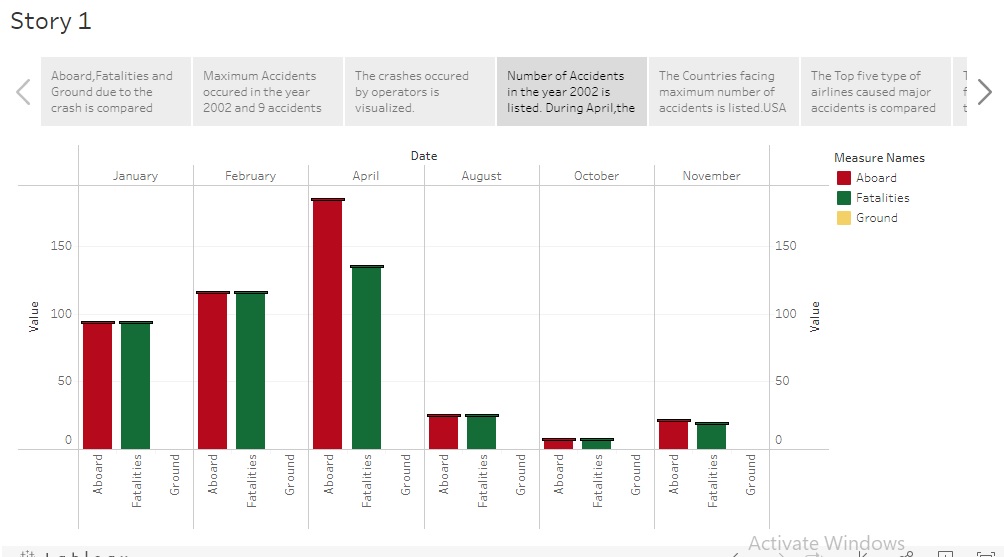 Story 1
Aboard,Fatalities and
Ground due to the
crash is compared
Maximum Accidents
occured in the year
2002 and 9 accidents
The crashes occured
by operators is
visualized.
Number of Accidents
in the year 2002 is
listed. During April,the
The Countries facing
maximum number of
accidents is listed.USA
The Top five type of
airlines caused major
accidents is compared
Date
January February April August October November
Measure Names
Aboard
Fatalities
Ground
Value
150
100
50
0
Value
150
100
50
0
Aboard Fatalities Ground Aboard Fatalities Ground Aboard Fatalities Ground Aboard Fatalities Ground Aboard Fatalities Ground Aboard Fatalities Ground
Activate Windows